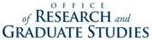 OFFICE
of RESEARCH and
GRADUATE STUDIES